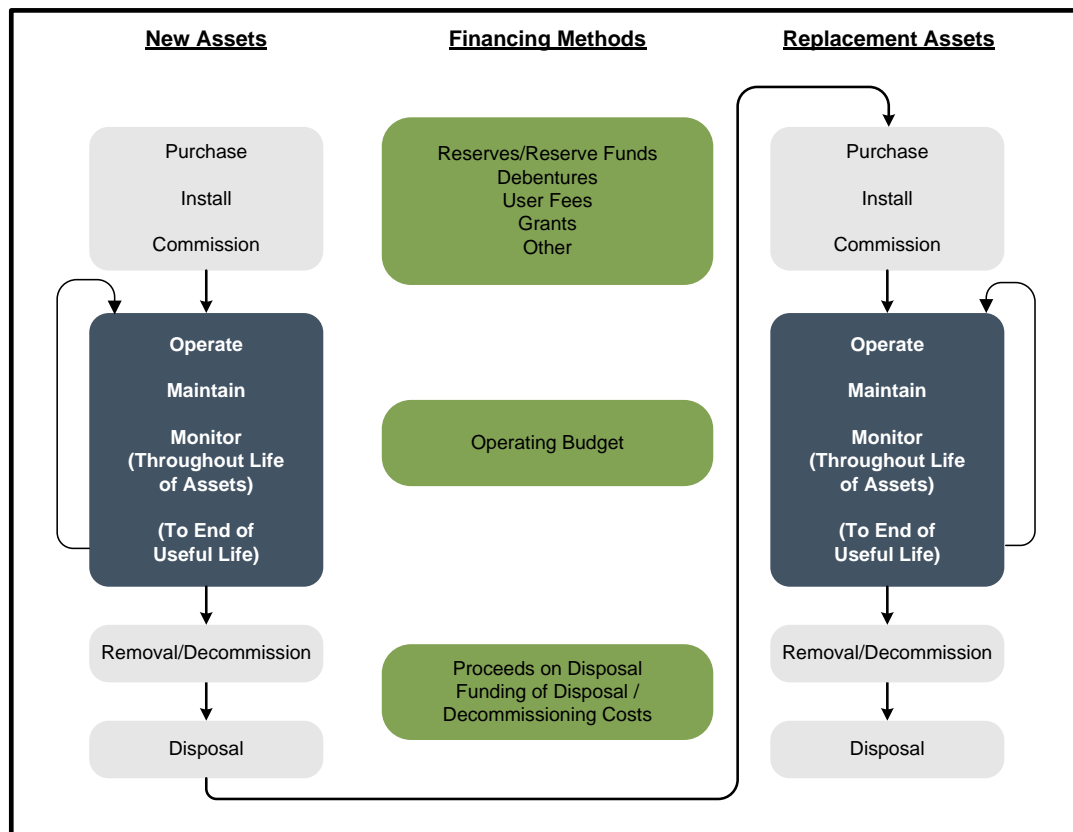 New Assets
Purchase
Install
Commission
Operate
Maintain
Monitor
(Throughout Life
of Assets)
(To End of
Useful Life)
Removal/Decommission
Disposal
Financing Methods
Reserves/Reserve Funds
Debentures
User Fees
Grants
Other
Operating Budget
Proceeds on Disposal
Funding of Disposal /
Decommissioning Costs
Replacement Assets
Purchase
Install
Commission
Operate
Maintain
Monitor
(Throughout Life
of Assets)
(To End of
Useful Life)
Removal/Decommission
Disposal